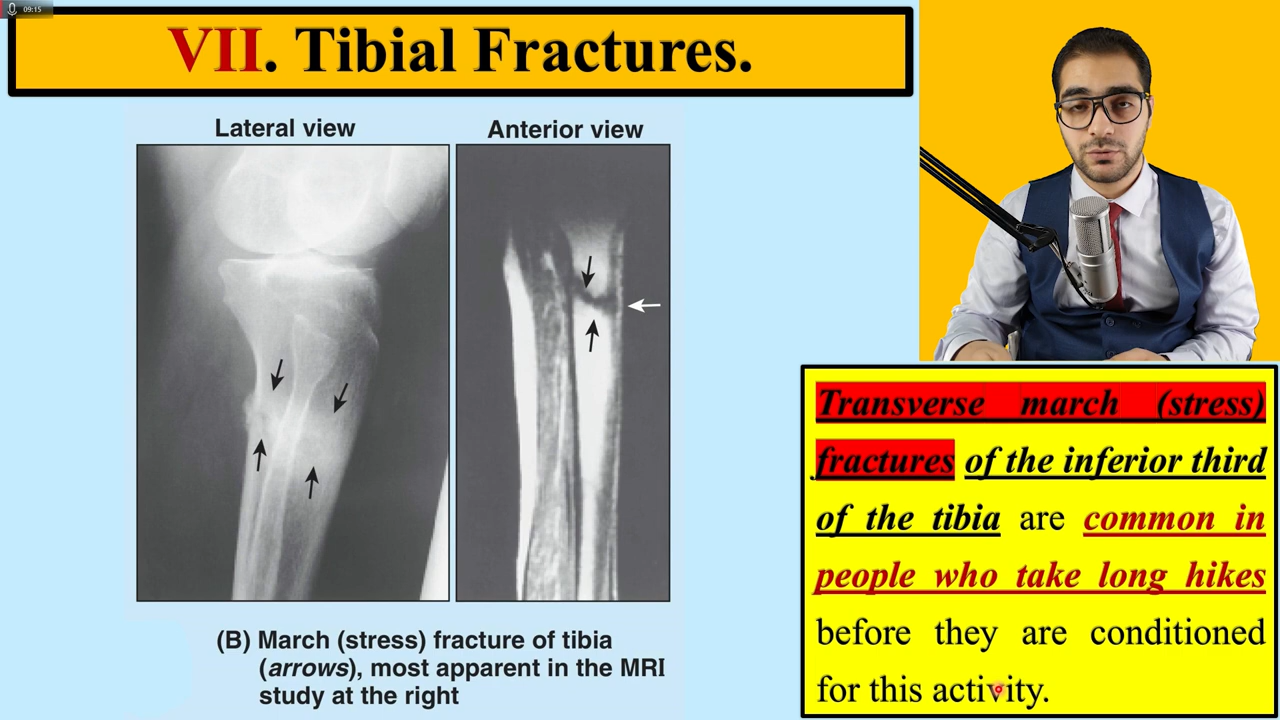 09:15
VII. Tibial Fractures.
Lateral view
Anterior view
(B) March (stress) fracture of tibia
(arrows), most apparent in the MRI
study at the right
Transverse march (stress)
fractures of the inferior third
of the tibia are common in
people who take long hikes
before they are conditioned
for this activity.